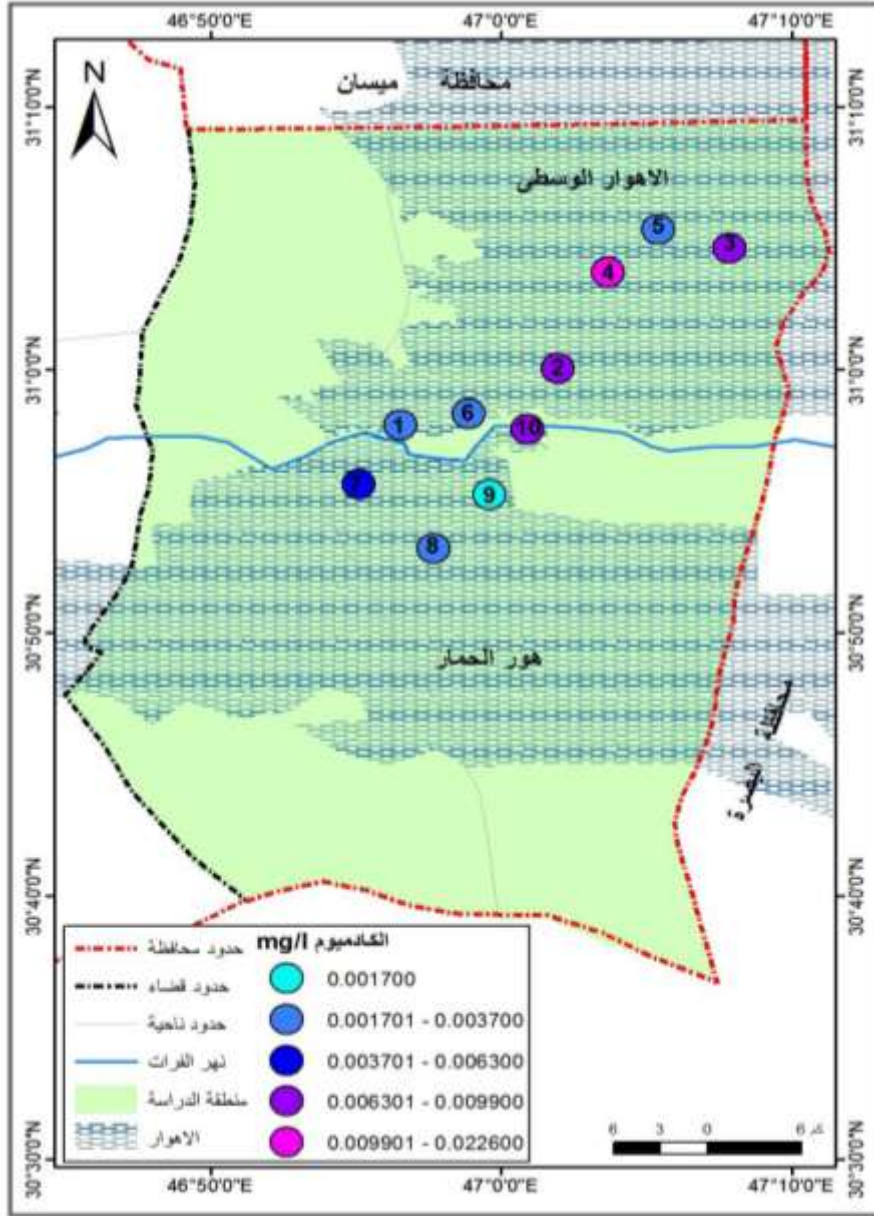 46°50'0"E 47°0'0"E 47°10'0"E
N
محافظة ميسان
31°10'0"N 31°10'0"N
الاهوار الوسطى
5
3
4
31°0'0"N 31°0'0"N
2
6
1
10
7
9
8
30°50'0"N 30°50'0"N
هور الحمار
محافظة البصرة
30°40'0"N 30°40'0"N
حدود محافظة
حدود قضاء
حدود ناحية
نهر الفرات
منطقة الدراسة
الاهوار
الكادميوم mg/l
0.001700
0.001701 - 0.003700
0.003701 - 0.006300
0.006301 - 0.009900
0.009901 - 0.022600
6 3 0 6 كم
30°30'0"N 30°30'0"N
46°50'0"E 47°0'0"E 47°10'0"E